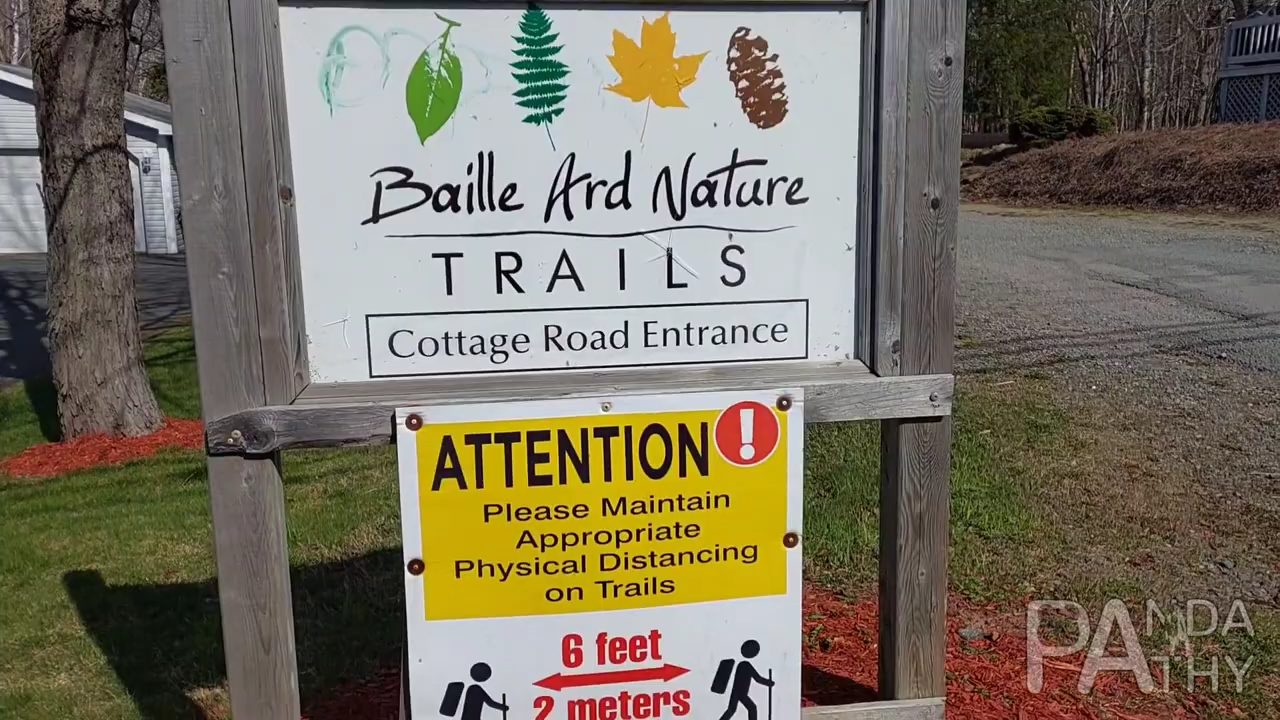 Baille Ard Nature
TRAILS
Cottage Road Entrance
ATTENTION !
Please Maintain
Appropriate
Physical Distancing
on Trails
6 feet
2 meters
PANDA
PATHY